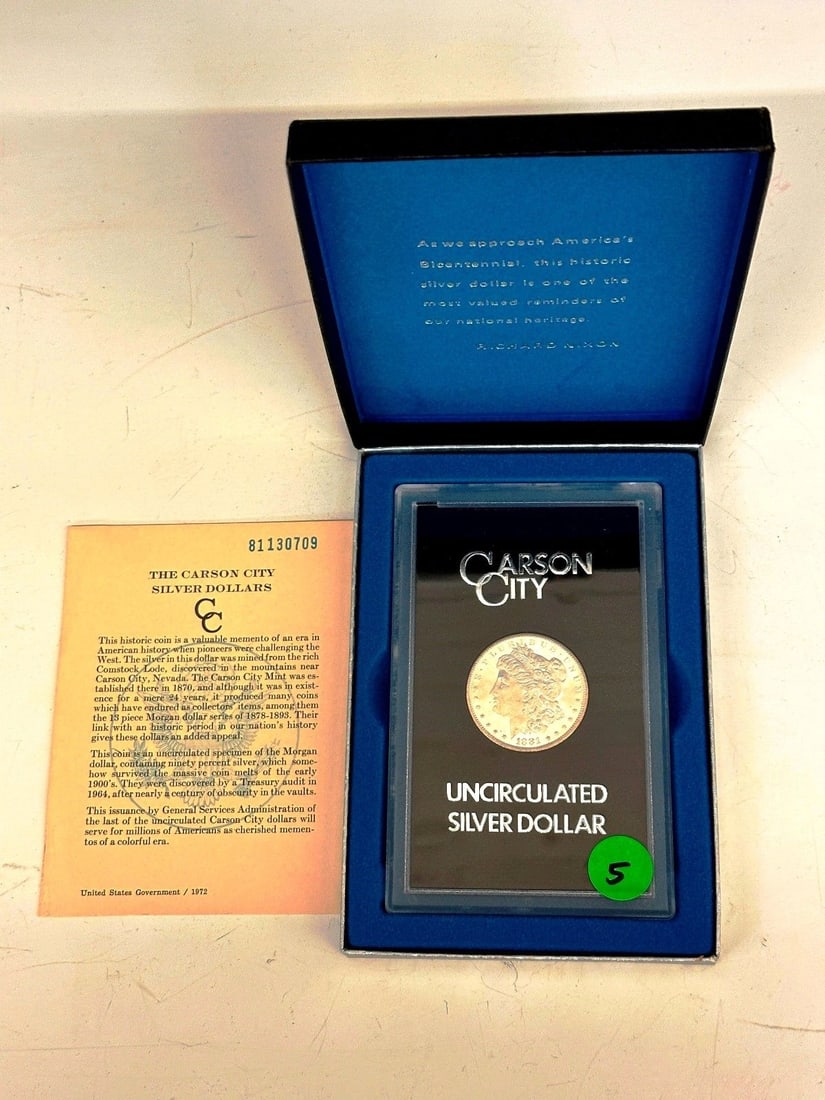 As we approach America's
Bicentennial, this historic
silver dollar is one of the
most valued reminders of
our national heritage.
RICHARD NIXON
81130709
THE CARSON CITY
SILVER DOLLARS
CC
This historic coin is a valuable memento of an era in
American history when pioneers were challenging the
West. The silver in this dollar was mined from the rich
Comstock Lode, discovered in the mountains near
Carson City, Nevada. The Carson City Mint was es-
tablished there in 1870, and although it was in exist-
ence for a mere 24 years, it produced many coins
which have endured as collectors' items, among them
the 13 piece Morgan dollar series of 1878-1893. Their
link with an historic period in our nation's history
gives these dollars an added appeal.
This coin is an uncirculated specimen of the Morgan
dollar, containing ninety percent silver, which some-
how survived the massive coin melts of the early
1900's. They were discovered by a Treasury audit in
1964, after nearly a century of obscurity in the vaults.
This issuance by General Services Administration of
the last of the uncirculated Carson City dollars will
serve for millions of Americans as cherished memen-
tos of a colorful era.
United States Government / 1972
CARSON
CITY
E·PLURIBUS·UNUM
1881
UNCIRCULATED
SILVER DOLLAR
5